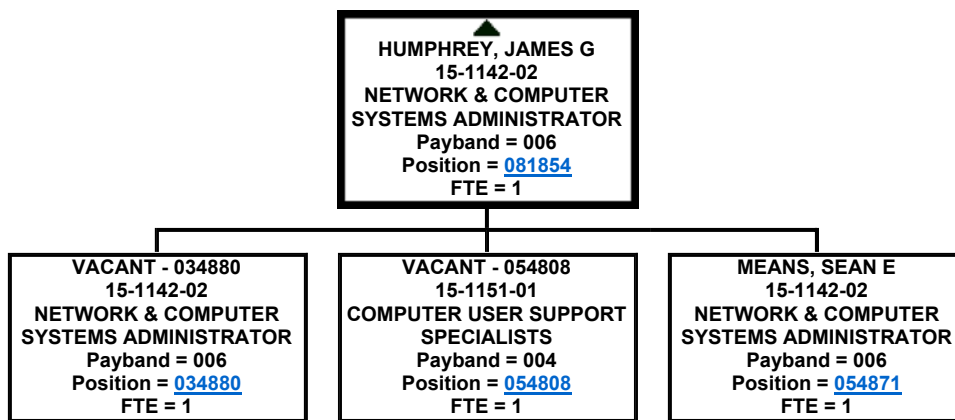 HUMPHREY, JAMES G
15-1142-02
NETWORK & COMPUTER
SYSTEMS ADMINISTRATOR
Payband = 006
Position = 081854
FTE = 1
VACANT - 034880
15-1142-02
NETWORK & COMPUTER
SYSTEMS ADMINISTRATOR
Payband = 006
Position = 034880
FTE = 1
VACANT - 054808
15-1151-01
COMPUTER USER SUPPORT
SPECIALISTS
Payband = 004
Position = 054808
FTE = 1
MEANS, SEAN E
15-1142-02
NETWORK & COMPUTER
SYSTEMS ADMINISTRATOR
Payband = 006
Position = 054871
FTE = 1